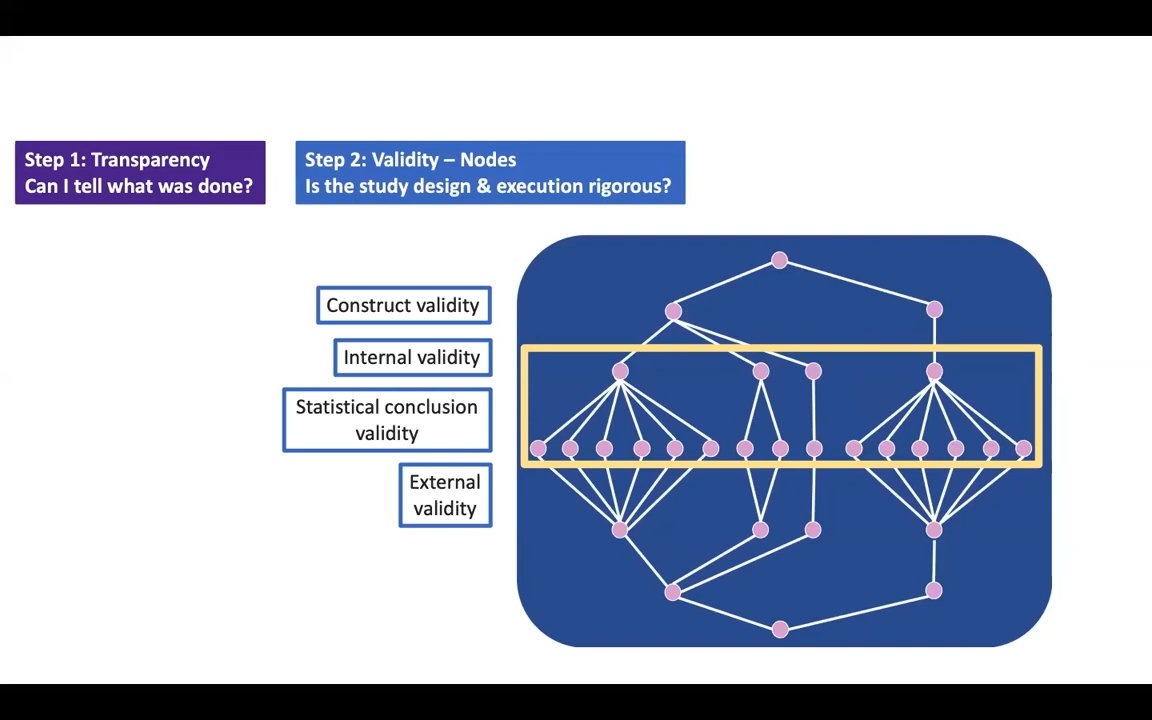 Step 1: Transparency
Can I tell what was done?
Step 2: Validity – Nodes
Is the study design & execution rigorous?
Construct validity
Internal validity
Statistical conclusion
validity
External
validity